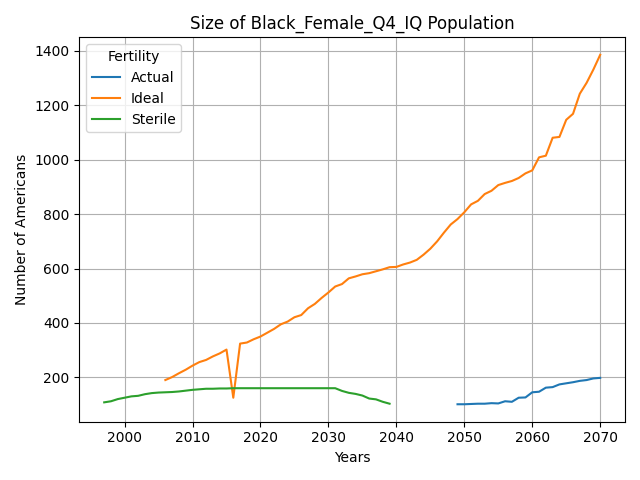 Size of Black_Female_Q4_IQ Population
Fertility
Actual
Ideal
Sterile
Number of Americans
1400
1200
1000
800
600
400
200
2000 2010 2020 2030 2040 2050 2060 2070
Years